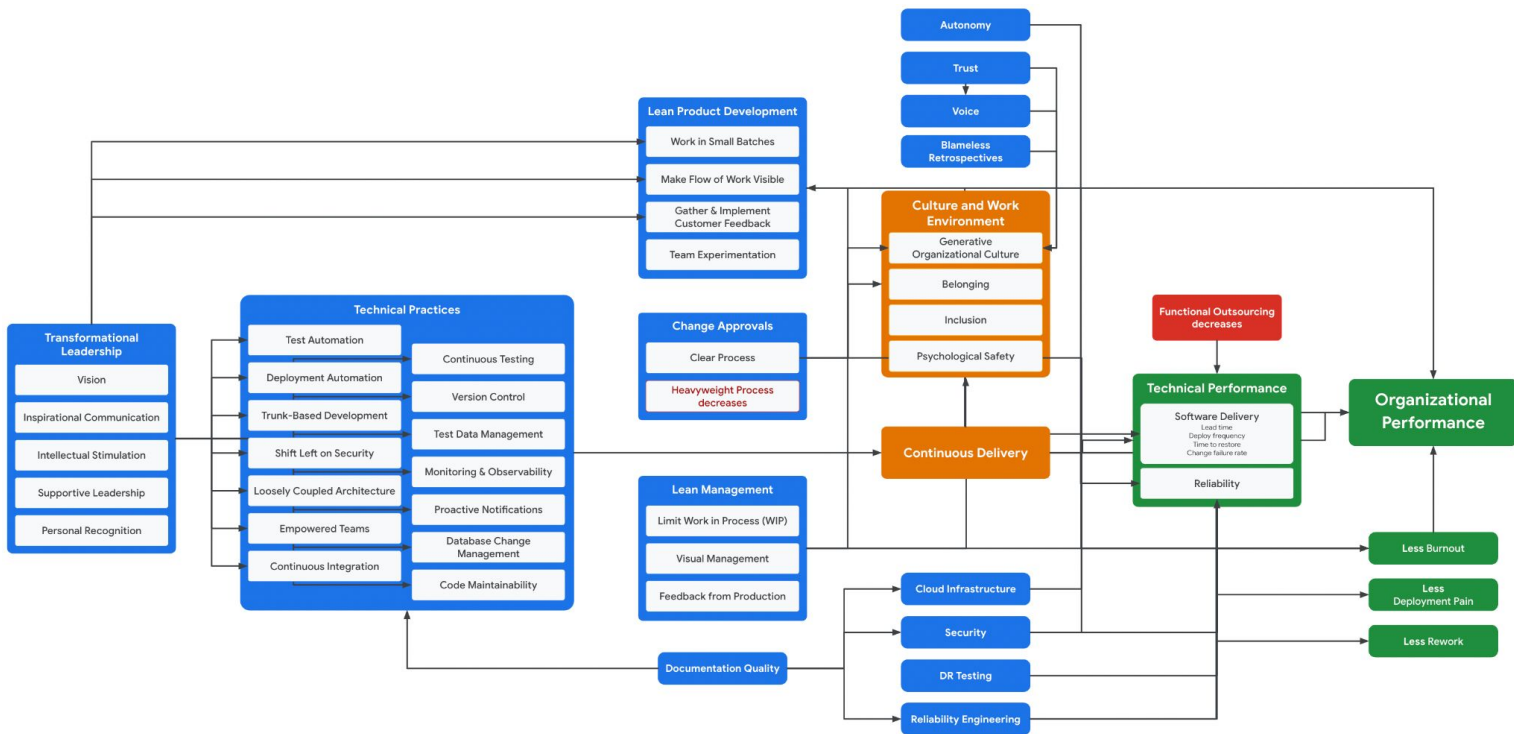 Autonomy
Trust
Voice
Blameless
Retrospectives
Lean Product Development
Work in Small Batches
Make Flow of Work Visible
Gather & Implement
Customer Feedback
Team Experimentation
Culture and Work
Environment
Generative
Organizational Culture
Belonging
Inclusion
Psychological Safety
Transformational
Leadership
Vision
Inspirational Communication
Intellectual Stimulation
Supportive Leadership
Personal Recognition
Technical Practices
Test Automation
Deployment Automation
Trunk-Based Development
Shift Left on Security
Loosely Coupled Architecture
Empowered Teams
Continuous Integration
Continuous Testing
Version Control
Test Data Management
Monitoring & Observability
Proactive Notifications
Database Change
Management
Code Maintainability
Change Approvals
Clear Process
Heavyweight Process
decreases
Continuous Delivery
Lean Management
Limit Work in Process (WIP)
Visual Management
Feedback from Production
Documentation Quality
Cloud Infrastructure
Security
DR Testing
Reliability Engineering
Functional Outsourcing
decreases
Technical Performance
Software Delivery
Lead time
Deploy frequency
Time to restore
Change failure rate
Reliability
Organizational
Performance
Less Burnout
Less
Deployment Pain
Less Rework